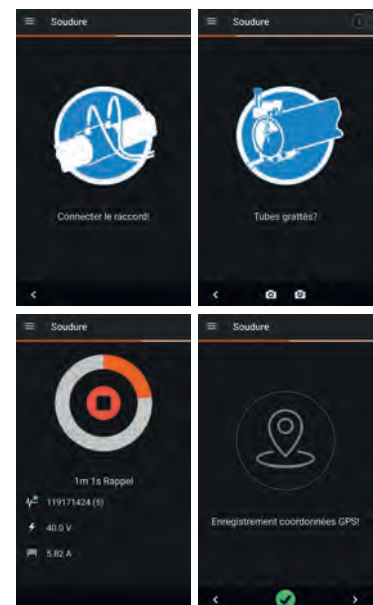 Soudure
Connecter le raccord!
Soudure
Tubes grattés?
Soudure
1m 1s Rappel
119171424 (5)
40.0 V
5.82 A
Soudure
Enregistrement coordonnées GPS!